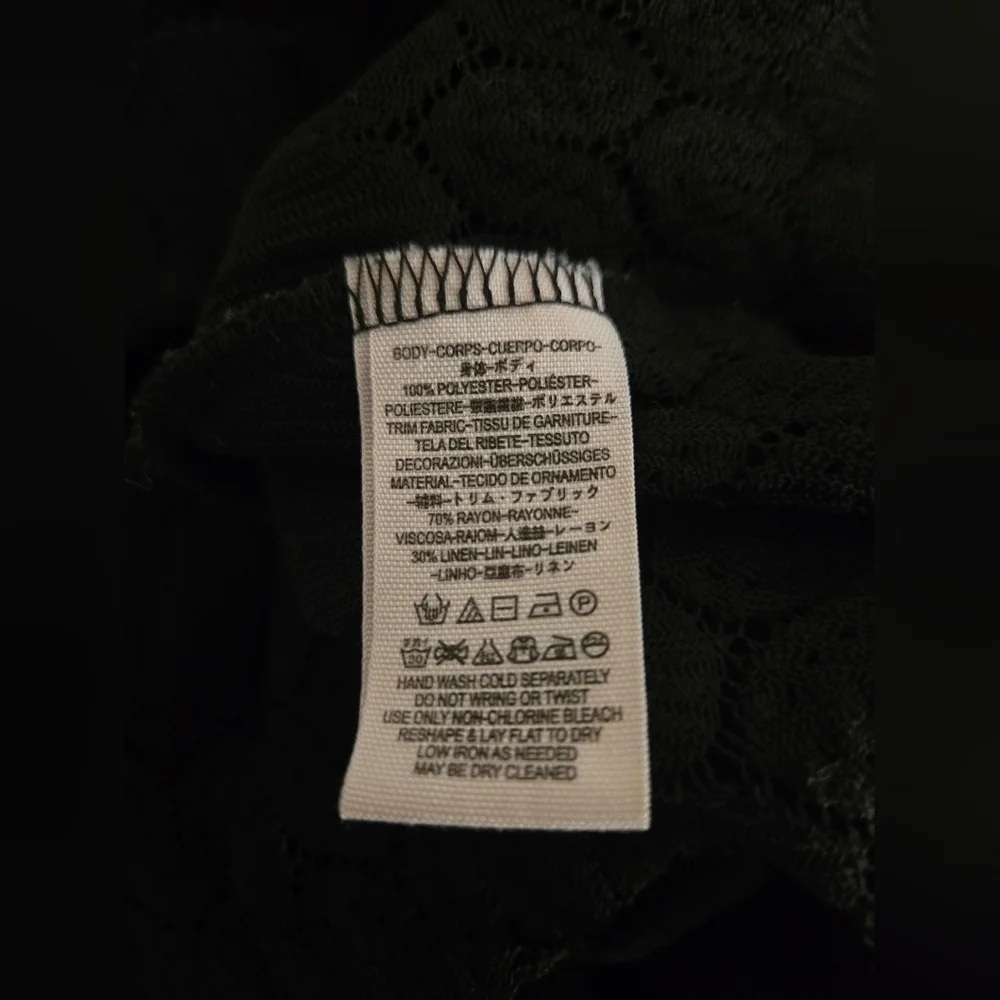 BODY-CORPS-CUERPO-CORPO-
身体-ボディ
100% POLYESTER-POLIÉSTER-
POLIESTERE-聚酯纖維-ポリエステル
TRIM FABRIC-TISSU DE GARNITURE-
TELA DEL RIBETE-TESSUTO
DECORAZIONI-ÜBERSCHÜSSIGES
MATERIAL-TECIDO DE ORNAMENTO
-輔料-トリム・ファブリック
70% RAYON-RAYONNE-
VISCOSA-RAIOM-人造絲-レーヨン
30% LINEN-LIN-LINO-LEINEN
-LINHO-亞麻布-リネン
P
30
HAND WASH COLD SEPARATELY
DO NOT WRING OR TWIST
USE ONLY NON-CHLORINE BLEACH
RESHAPE & LAY FLAT TO DRY
LOW IRON AS NEEDED
MAY BE DRY CLEANED